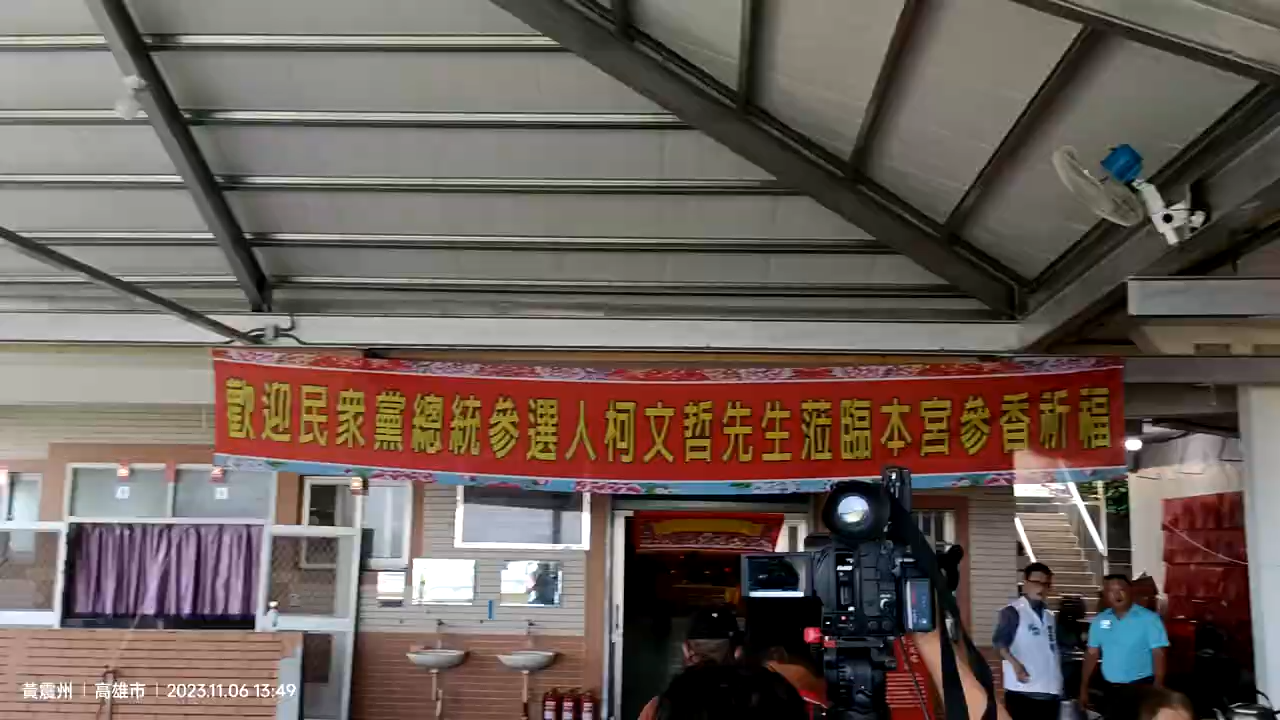 歡迎民衆黨總統參選人柯文哲先生蒞臨本宮參香祈福
黃震州 | 高雄市 | 2023.11.06 13:49